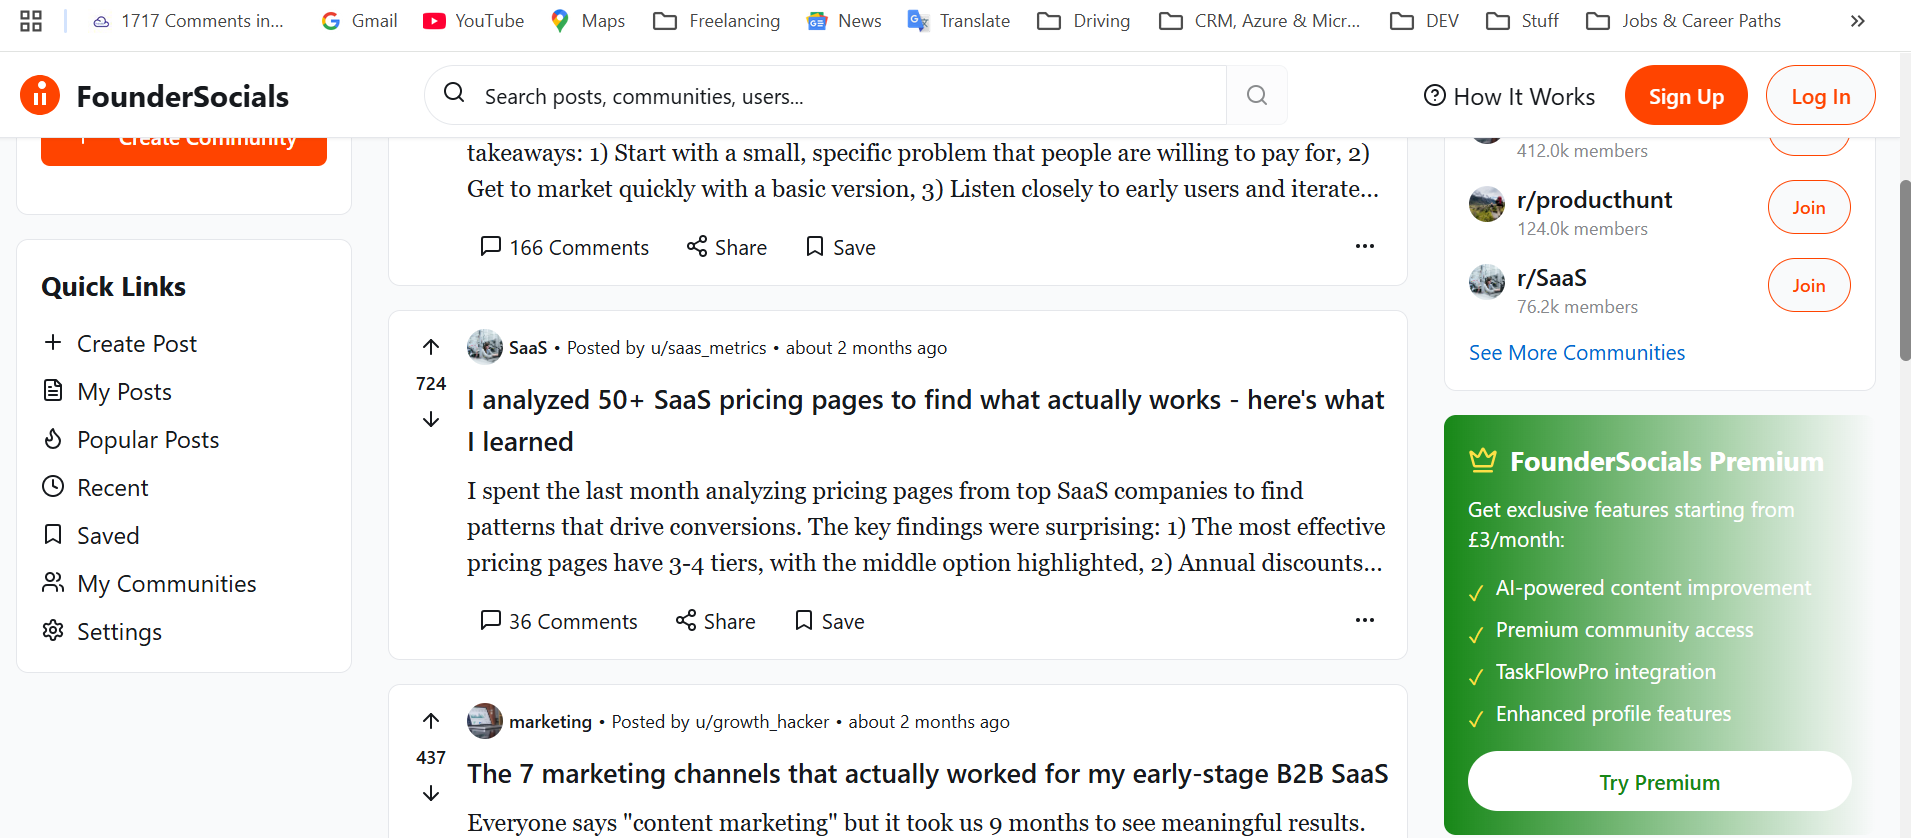 1717 Comments in...
Gmail
YouTube
Maps
Freelancing
News
Translate
Driving
CRM, Azure & Micr...
DEV
Stuff
Jobs & Career Paths
FounderSocials
Search posts, communities, users...
How It Works
Sign Up
Log In
Create Community
Quick Links
Create Post
My Posts
Popular Posts
Recent
Saved
My Communities
Settings
takeaways: 1) Start with a small, specific problem that people are willing to pay for, 2)
Get to market quickly with a basic version, 3) Listen closely to early users and iterate...
166 Comments
Share
Save
724
SaaS • Posted by u/saas_metrics • about 2 months ago
I analyzed 50+ SaaS pricing pages to find what actually works - here's what
I learned
I spent the last month analyzing pricing pages from top SaaS companies to find
patterns that drive conversions. The key findings were surprising: 1) The most effective
pricing pages have 3-4 tiers, with the middle option highlighted, 2) Annual discounts...
36 Comments
Share
Save
437
marketing • Posted by u/growth_hacker • about 2 months ago
The 7 marketing channels that actually worked for my early-stage B2B SaaS
Everyone says "content marketing" but it took us 9 months to see meaningful results.
412.0k members
r/producthunt
124.0k members
Join
r/SaaS
76.2k members
Join
See More Communities
FounderSocials Premium
Get exclusive features starting from
£3/month:
AI-powered content improvement
Premium community access
TaskFlowPro integration
Enhanced profile features
Try Premium